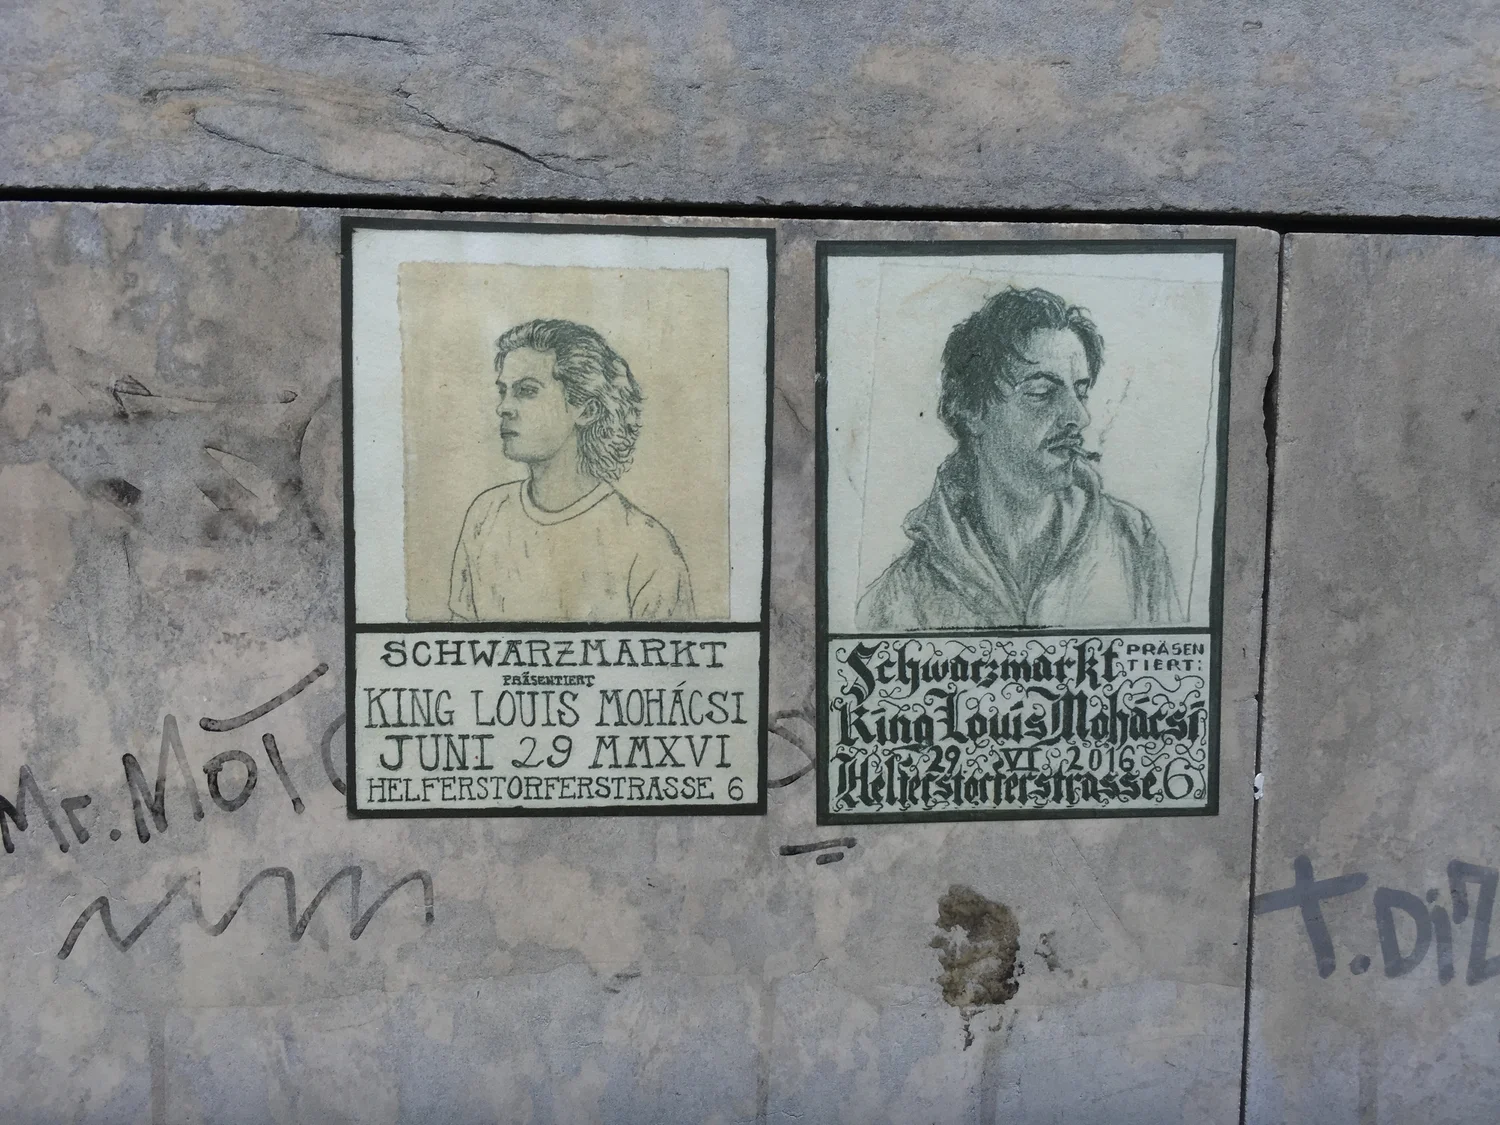 SCHWARZMARKT
PRÄSENTIERT
KING LOUIS MOHÁCSI
JUNI 29 MMXVI
HELFERSTORFERSTRASSE 6
Schwarzmarkt PRÄSEN
TIERT:
King Louis Mohácsi
29 VI 2016
Helferstorferstrasse 6
Mr.
T.DiZ